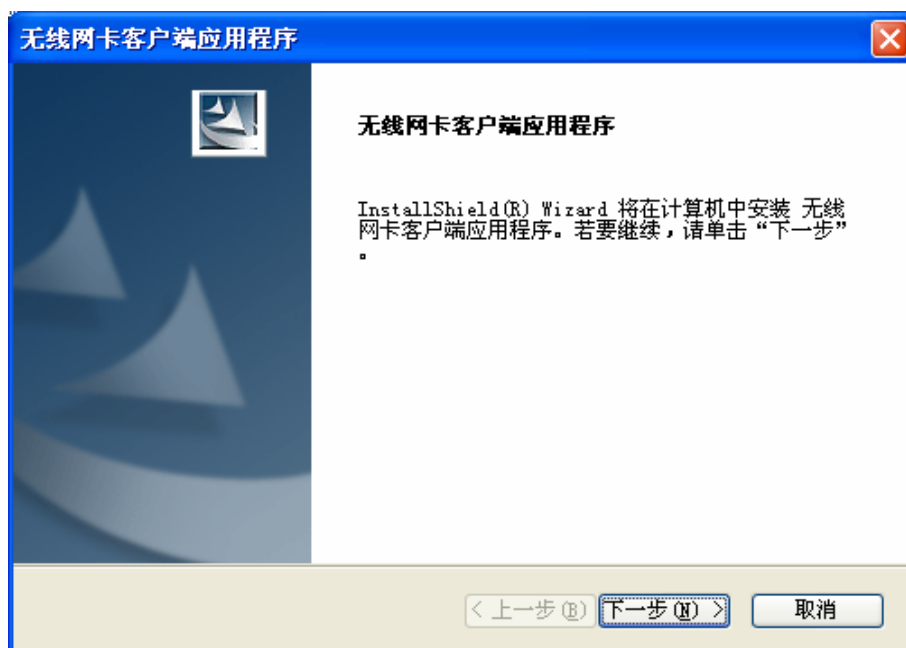 无线网卡客户端应用程序
无线网卡客户端应用程序
InstallShield(R) Wizard 将在计算机中安装 无线
网卡客户端应用程序。若要继续，请单击“下一步”
。
< 上一步(B) 下一步(N) > 取消